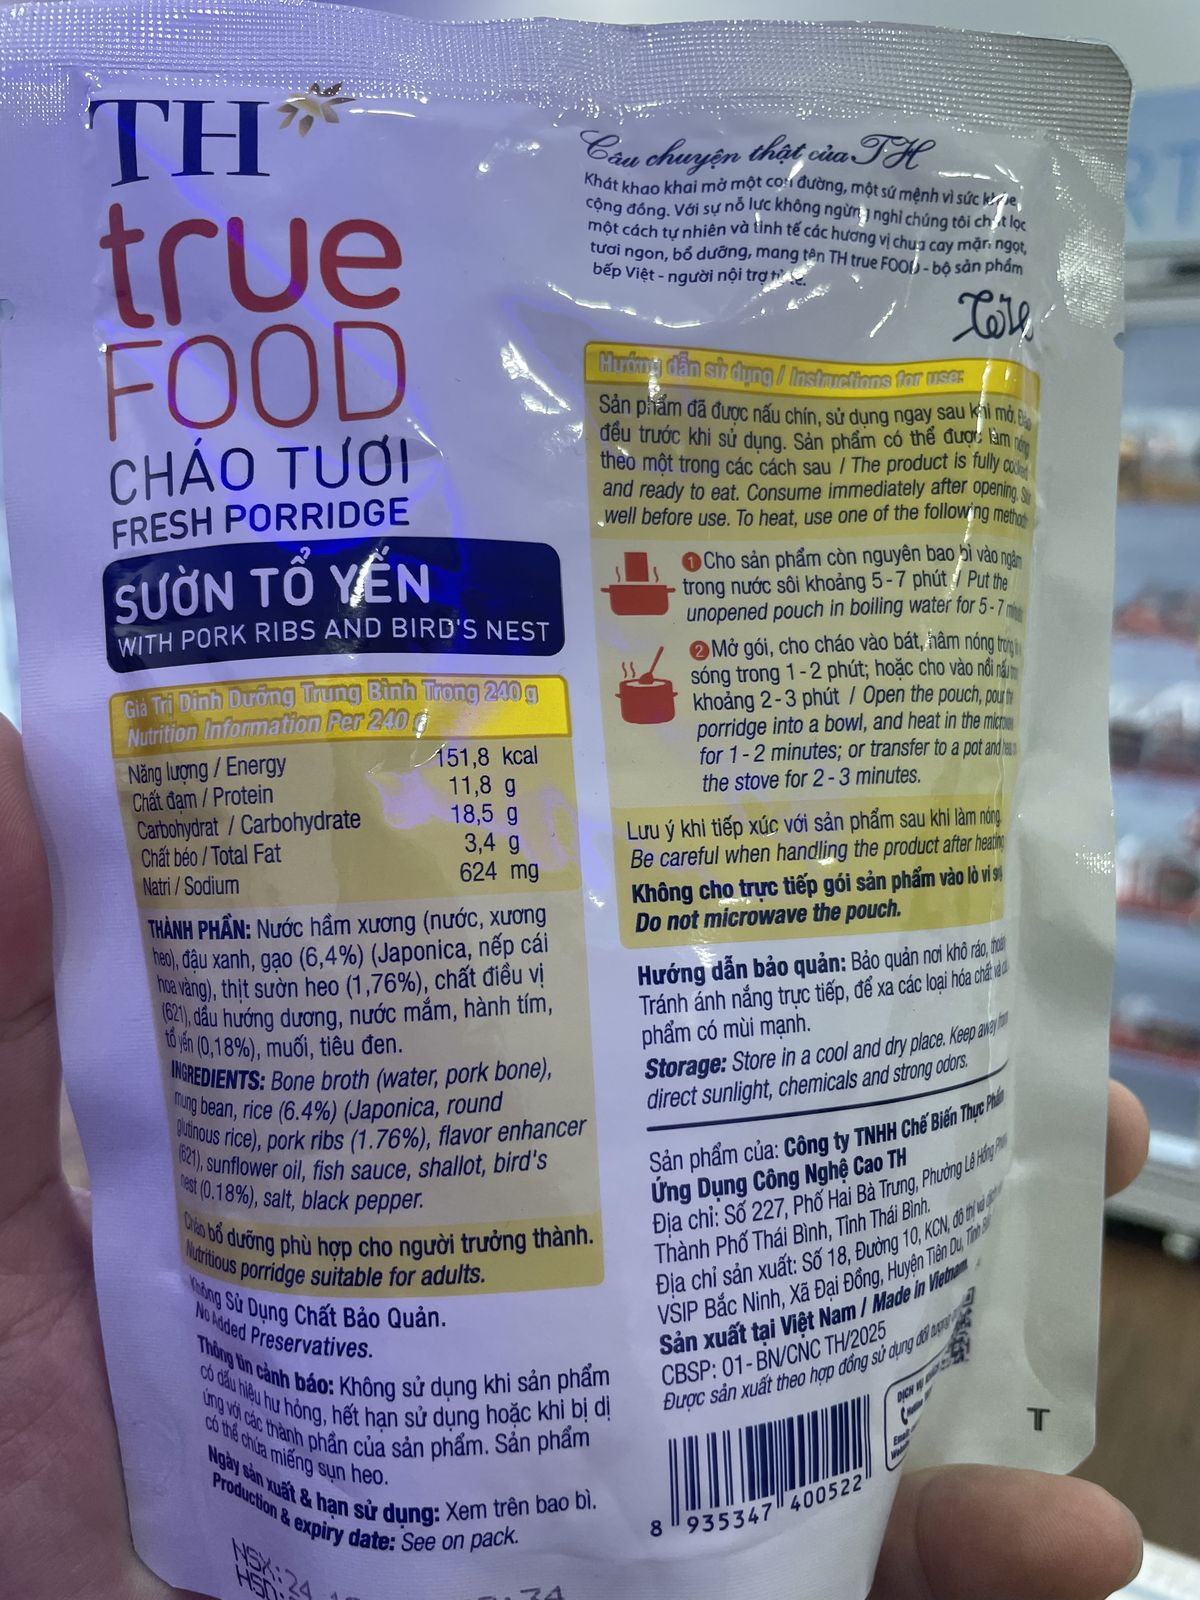 TH
true
FOOD
CHÁO TƯƠI
FRESH PORRIDGE
SƯỜN TỔ YẾN
WITH PORK RIBS AND BIRD'S NEST
Giá Trị Dinh Dưỡng Trung Bình Trong 240 g
Nutrition Information Per 240 g
Năng lượng / Energy 151,8 kcal
Chất đạm / Protein 11,8 g
Carbohydrat / Carbohydrate 18,5 g
Chất béo / Total Fat 3,4 g
Natri / Sodium 624 mg
THÀNH PHẦN: Nước hầm xương (nước, xương
heo), đậu xanh, gạo (6,4%) (Japonica, nếp cái
hoa vàng), thịt sườn heo (1,76%), chất điều vị
(621), dầu hướng dương, nước mắm, hành tím,
tổ yến (0,18%), muối, tiêu đen.
INGREDIENTS: Bone broth (water, pork bone),
mung bean, rice (6.4%) (Japonica, round
glutinous rice), pork ribs (1.76%), flavor enhancer
(621), sunflower oil, fish sauce, shallot, bird's
nest (0.18%), salt, black pepper.
Cháo bổ dưỡng phù hợp cho người trưởng thành.
Nutritious porridge suitable for adults.
Không Sử Dụng Chất Bảo Quản.
No Added Preservatives.
Thông tin cảnh báo: Không sử dụng khi sản phẩm
có dấu hiệu hư hỏng, hết hạn sử dụng hoặc khi bị dị
ứng với các thành phần của sản phẩm. Sản phẩm
có thể chứa miếng sụn heo.
Ngày sản xuất & hạn sử dụng: Xem trên bao bì.
Production & expiry date: See on pack.
NSX: 24
HSD:
Câu chuyện thật của TH
Khát khao khai mở một con đường, một sứ mệnh vì sức khỏe
cộng đồng. Với sự nỗ lực không ngừng nghỉ chúng tôi chắt lọc
một cách tự nhiên và tinh tế các hương vị chua cay mặn ngọt,
tươi ngon, bổ dưỡng, mang tên TH true FOOD - bộ sản phẩm
bếp Việt - người nội trợ
Hướng dẫn sử dụng / Instructions for use:
Sản phẩm đã được nấu chín, sử dụng ngay sau khi mở.
đều trước khi sử dụng. Sản phẩm có thể được làm nóng
theo một trong các cách sau / The product is fully cooked
and ready to eat. Consume immediately after opening. Stir
well before use. To heat, use one of the following methods
1 Cho sản phẩm còn nguyên bao bì vào ngâm
trong nước sôi khoảng 5 - 7 phút / Put the
unopened pouch in boiling water for 5 - 7 minutes
2 Mở gói, cho cháo vào bát, hâm nóng trong
sóng trong 1 - 2 phút; hoặc cho vào nồi nấu
khoảng 2 - 3 phút / Open the pouch, pour the
porridge into a bowl, and heat in the microwave
for 1 - 2 minutes; or transfer to a pot and
the stove for 2 - 3 minutes.
Lưu ý khi tiếp xúc với sản phẩm sau khi làm nóng.
Be careful when handling the product after heating
Không cho trực tiếp gói sản phẩm vào lò vi
Do not microwave the pouch.
Hướng dẫn bảo quản: Bảo quản nơi khô ráo,
Tránh ánh nắng trực tiếp, để xa các loại hóa chất và
phẩm có mùi mạnh.
Storage: Store in a cool and dry place. Keep away from
direct sunlight, chemicals and strong odors.
Sản phẩm của: Công ty TNHH Chế Biến Thực Phẩm
Ứng Dụng Công Nghệ Cao TH
Địa chỉ: Số 227, Phố Hai Bà Trưng, Phường Lê Hồng
Thành Phố Thái Bình, Tỉnh Thái Bình.
Địa chỉ sản xuất: Số 18, Đường 10, KCN, đô thị và
VSIP Bắc Ninh, Xã Đại Đồng, Huyện Tiên Du, Tỉnh
Sản xuất tại Việt Nam / Made in Vietnam
CBSP: 01 - BN/CNC TH/2025
Được sản xuất theo hợp đồng sử dụng đối tượng
DỊCH VỤ
8 935347 400522
T